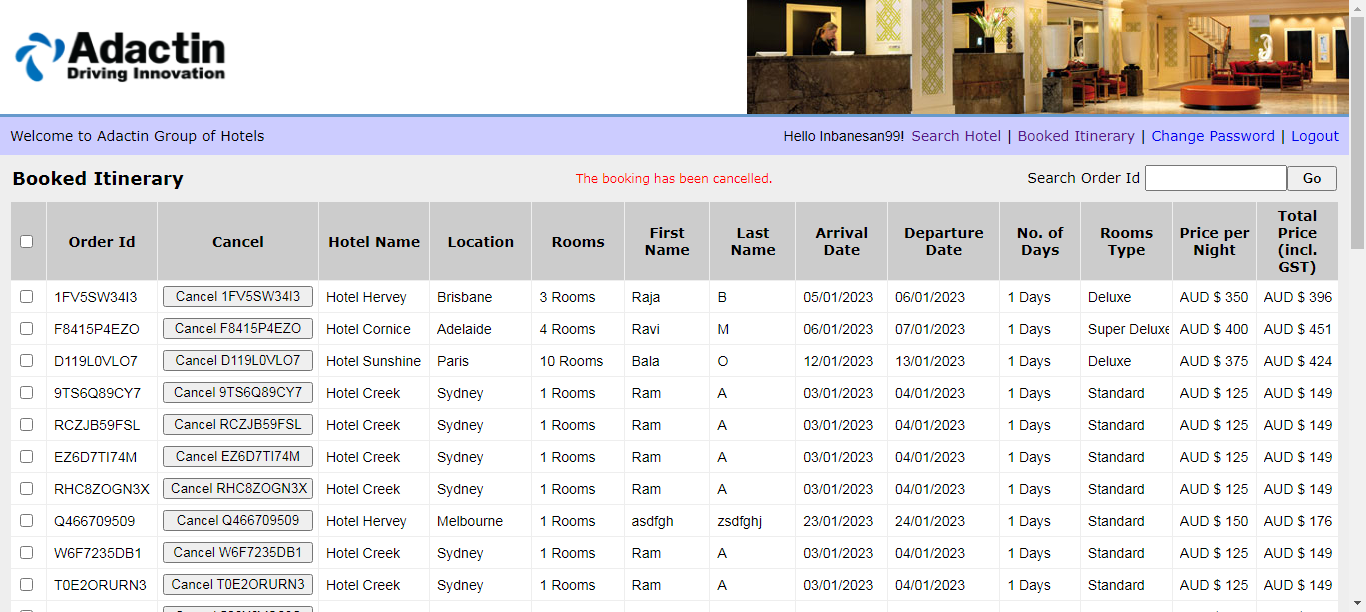 Adactin
Driving Innovation
Welcome to Adactin Group of Hotels Hello Inbanesan99! Search Hotel | Booked Itinerary | Change Password | Logout
Booked Itinerary The booking has been cancelled. Search Order Id Go
Order Id Cancel Hotel Name Location Rooms First Name Last Name Arrival Date Departure Date No. of Days Rooms Type Price per Night Total Price (incl. GST)
1FV5SW34I3 Cancel 1FV5SW34I3 Hotel Hervey Brisbane 3 Rooms Raja B 05/01/2023 06/01/2023 1 Days Deluxe AUD $ 350 AUD $ 396
F8415P4EZO Cancel F8415P4EZO Hotel Cornice Adelaide 4 Rooms Ravi M 06/01/2023 07/01/2023 1 Days Super Deluxe AUD $ 400 AUD $ 451
D119L0VLO7 Cancel D119L0VLO7 Hotel Sunshine Paris 10 Rooms Bala O 12/01/2023 13/01/2023 1 Days Deluxe AUD $ 375 AUD $ 424
9TS6Q89CY7 Cancel 9TS6Q89CY7 Hotel Creek Sydney 1 Rooms Ram A 03/01/2023 04/01/2023 1 Days Standard AUD $ 125 AUD $ 149
RCZJB59FSL Cancel RCZJB59FSL Hotel Creek Sydney 1 Rooms Ram A 03/01/2023 04/01/2023 1 Days Standard AUD $ 125 AUD $ 149
EZ6D7TI74M Cancel EZ6D7TI74M Hotel Creek Sydney 1 Rooms Ram A 03/01/2023 04/01/2023 1 Days Standard AUD $ 125 AUD $ 149
RHC8ZOGN3X Cancel RHC8ZOGN3X Hotel Creek Sydney 1 Rooms Ram A 03/01/2023 04/01/2023 1 Days Standard AUD $ 125 AUD $ 149
Q466709509 Cancel Q466709509 Hotel Hervey Melbourne 1 Rooms asdfgh zsdfghj 23/01/2023 24/01/2023 1 Days Standard AUD $ 150 AUD $ 176
W6F7235DB1 Cancel W6F7235DB1 Hotel Creek Sydney 1 Rooms Ram A 03/01/2023 04/01/2023 1 Days Standard AUD $ 125 AUD $ 149
T0E2ORURN3 Cancel T0E2ORURN3 Hotel Creek Sydney 1 Rooms Ram A 03/01/2023 04/01/2023 1 Days Standard AUD $ 125 AUD $ 149